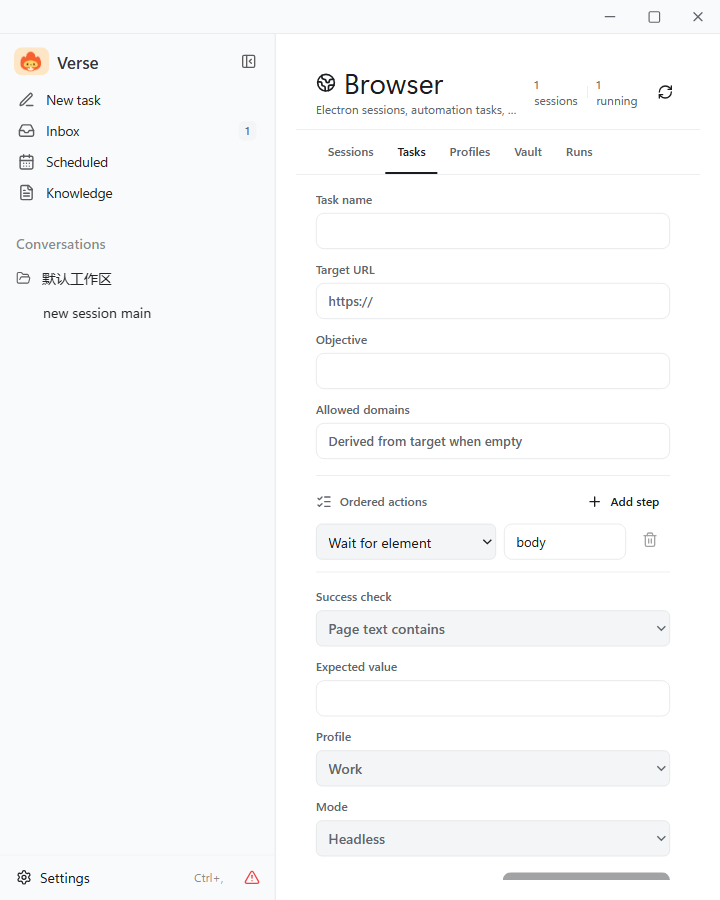 Verse
New task
Inbox 1
Scheduled
Knowledge
Conversations
默认工作区
new session main
Settings Ctrl+,
Browser
Electron sessions, automation tasks, ...
1 sessions
1 running
Sessions Tasks Profiles Vault Runs
Task name
Target URL
https://
Objective
Allowed domains
Derived from target when empty
Ordered actions Add step
Wait for element body
Success check
Page text contains
Expected value
Profile
Work
Mode
Headless